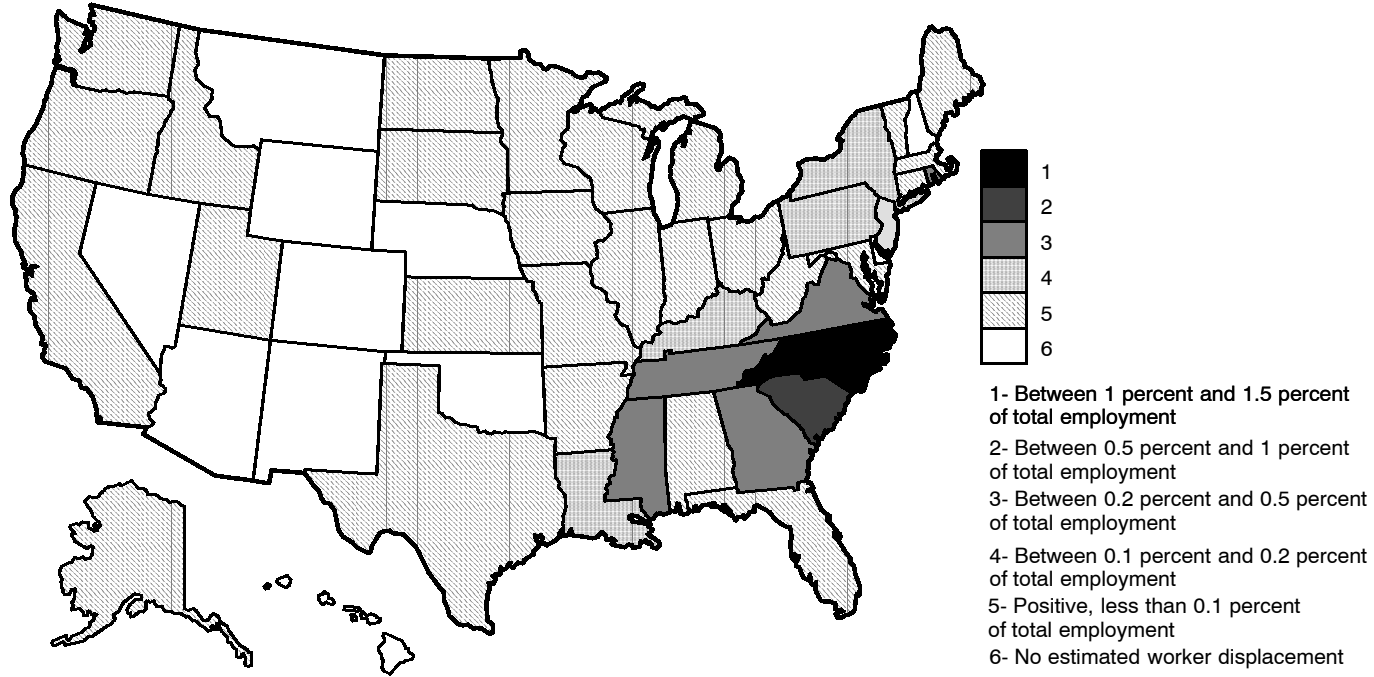 1
2
3
4
5
6
1- Between 1 percent and 1.5 percent
of total employment
2- Between 0.5 percent and 1 percent
of total employment
3- Between 0.2 percent and 0.5 percent
of total employment
4- Between 0.1 percent and 0.2 percent
of total employment
5- Positive, less than 0.1 percent
of total employment
6- No estimated worker displacement